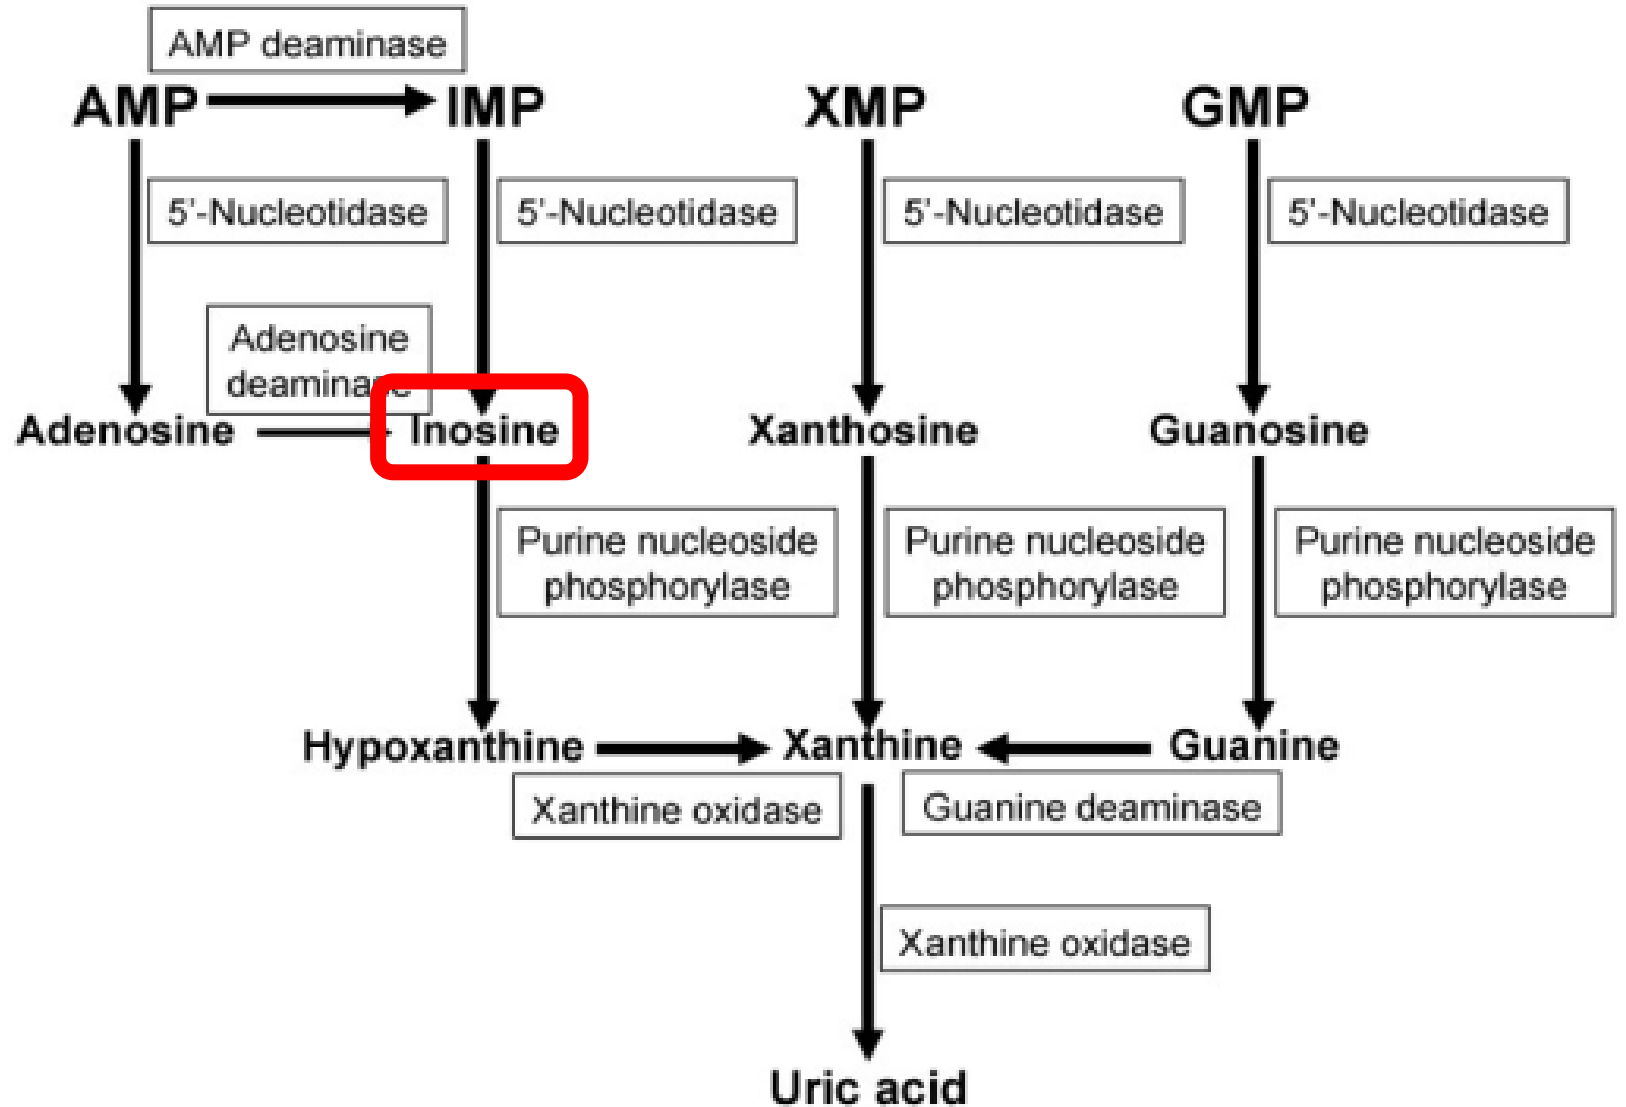 AMP deaminase
AMP IMP XMP GMP
5'-Nucleotidase 5'-Nucleotidase 5'-Nucleotidase 5'-Nucleotidase
Adenosine
deaminase
Adenosine Inosine Xanthosine Guanosine
Purine nucleoside Purine nucleoside Purine nucleoside
phosphorylase phosphorylase phosphorylase
Hypoxanthine Xanthine Guanine
Xanthine oxidase Guanine deaminase
Xanthine oxidase
Uric acid